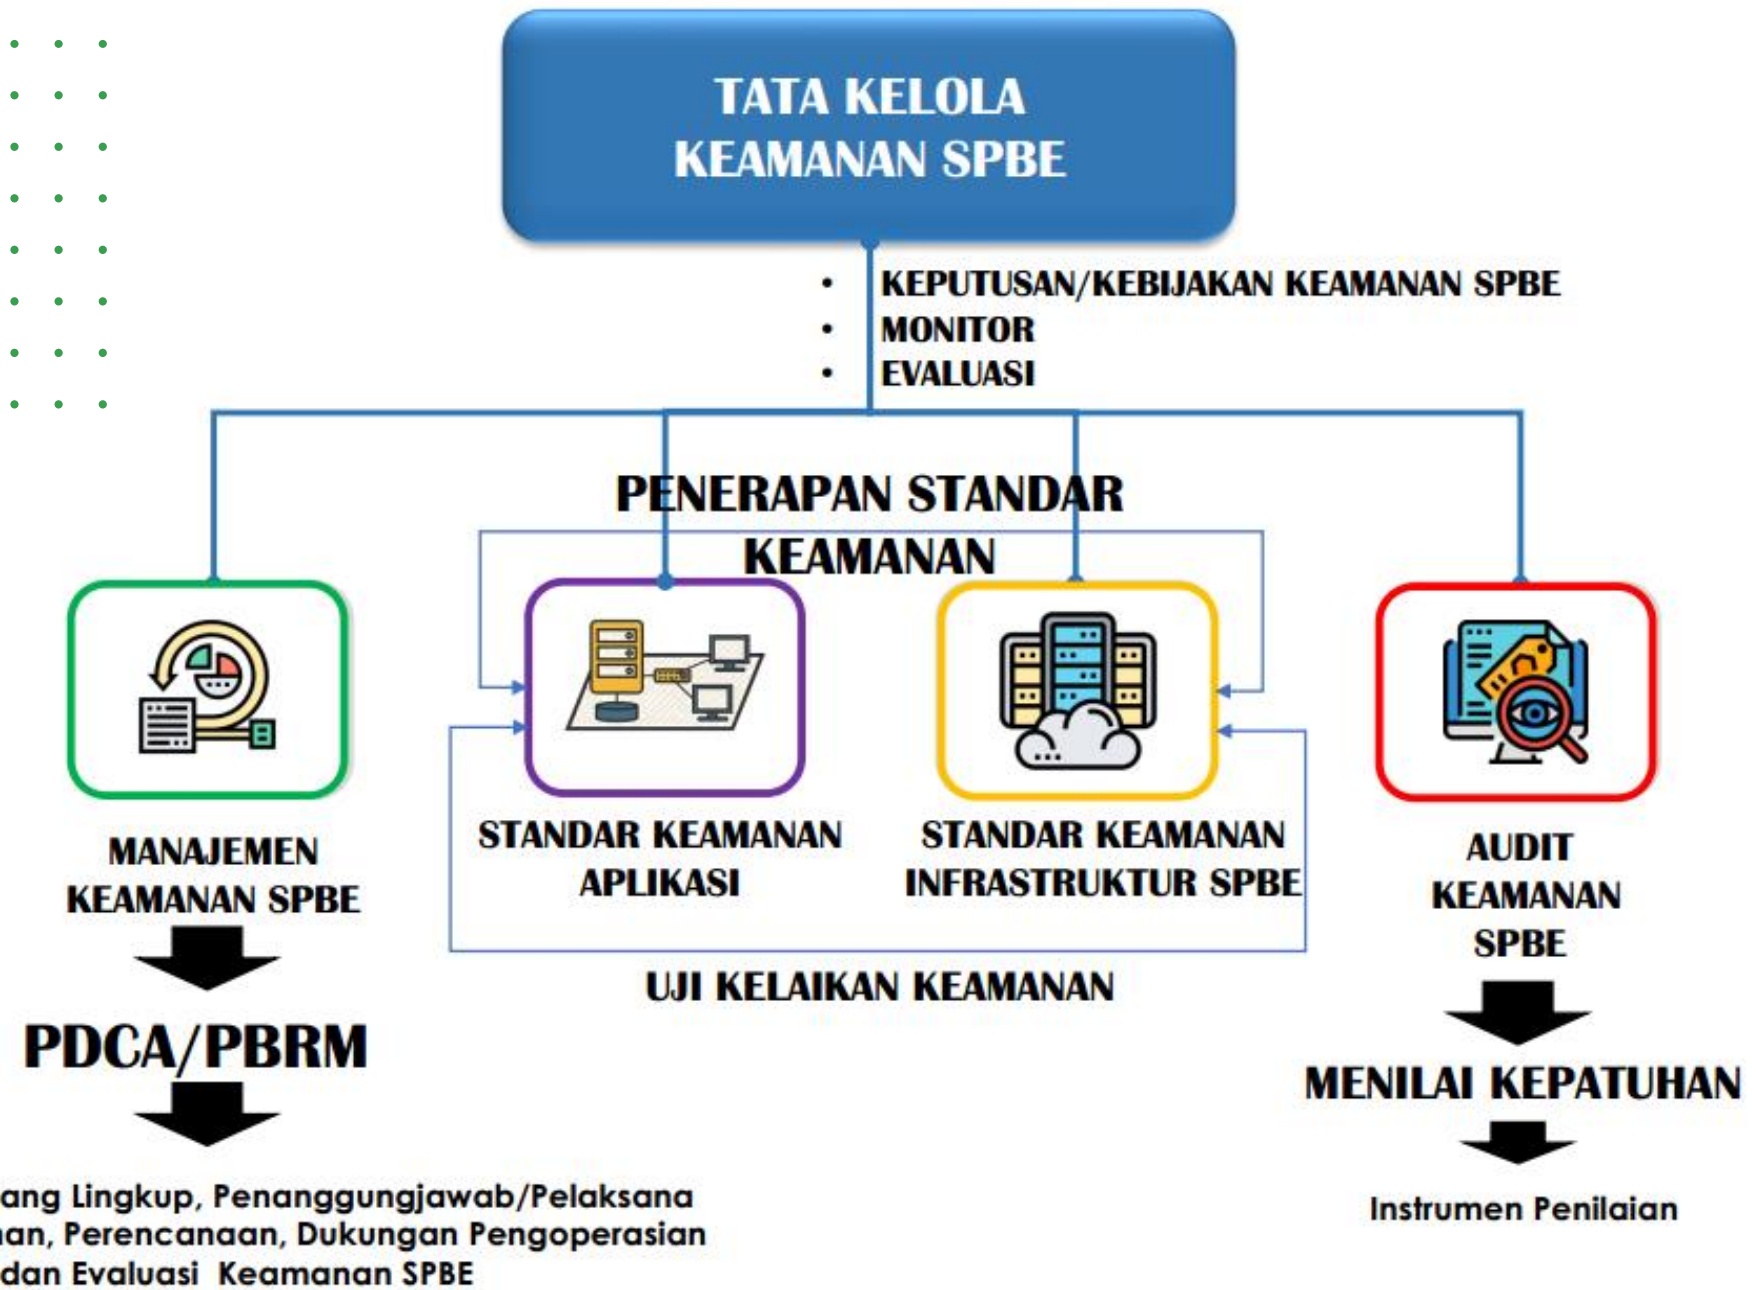 TATA KELOLA
KEAMANAN SPBE
• KEPUTUSAN/KEBIJAKAN KEAMANAN SPBE
• MONITOR
• EVALUASI
PENERAPAN STANDAR
KEAMANAN
MANAJEMEN
KEAMANAN SPBE
STANDAR KEAMANAN
APLIKASI
STANDAR KEAMANAN
INFRASTRUKTUR SPBE
AUDIT
KEAMANAN
SPBE
UJI KELAIKAN KEAMANAN
PDCA/PBRM
MENILAI KEPATUHAN
Lingkup, Penanggungjawab/Pelaksana
Perencanaan, Dukungan Pengoperasian
dan Evaluasi Keamanan SPBE
Instrumen Penilaian